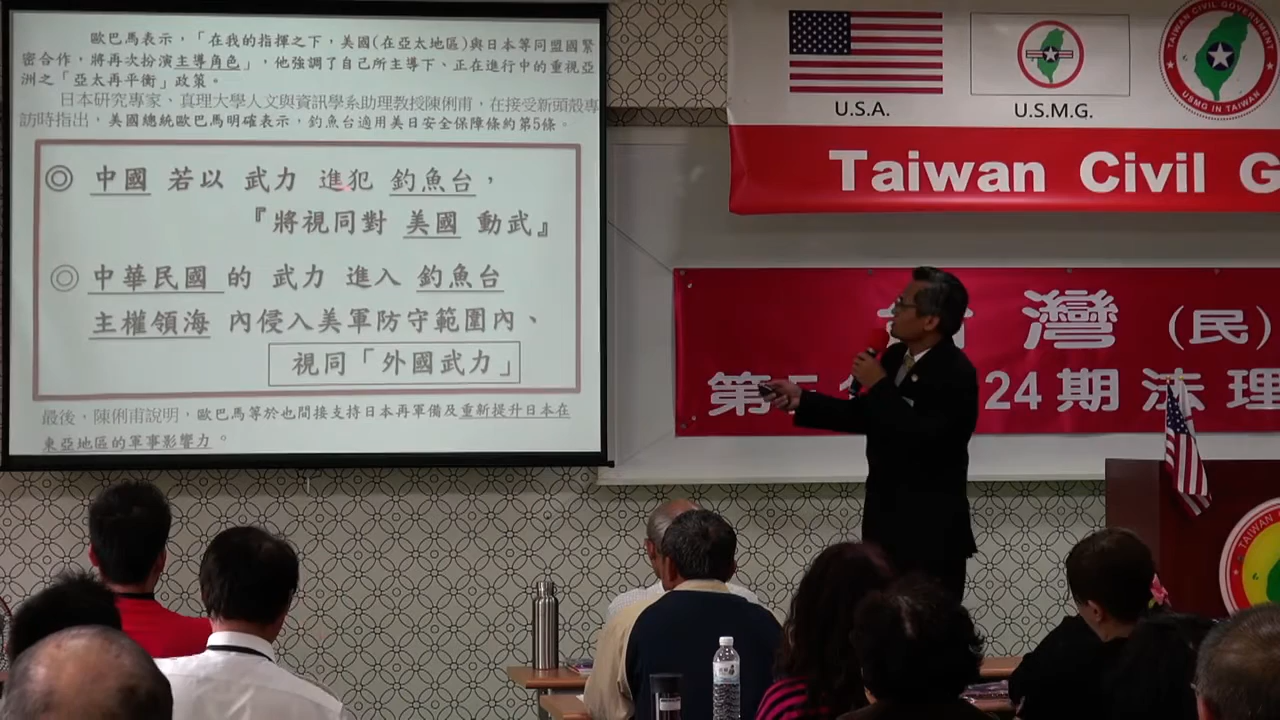 歐巴馬表示，「在我的指揮之下，美國(在亞太地區)與日本等同盟國緊
密合作，將再次扮演主導角色」，他強調了自己所主導下、正在進行中的重視亞
洲之「亞太再平衡」政策。
日本研究專家、真理大學人文與資訊學系助理教授陳俐甫，在接受新頭殼專
訪時指出，美國總統歐巴馬明確表示，釣魚台適用美日安全保障條約第5條。
◎ 中國 若以 武力 進犯 釣魚台，
『將視同對 美國 動武』
◎ 中華民國 的 武力 進入 釣魚台
主權領海 內侵入美軍防守範圍內、
視同「外國武力」
最後，陳俐甫說明，歐巴馬等於也間接支持日本再軍備及重新提升日本在
東亞地區的軍事影響力。
U.S.A.
U.S.M.G.
TAIWAN CIVIL GOVERNMENT
USMG IN TAIWAN
Taiwan Civil G
灣（民）
第
24期法理
TAIWAN